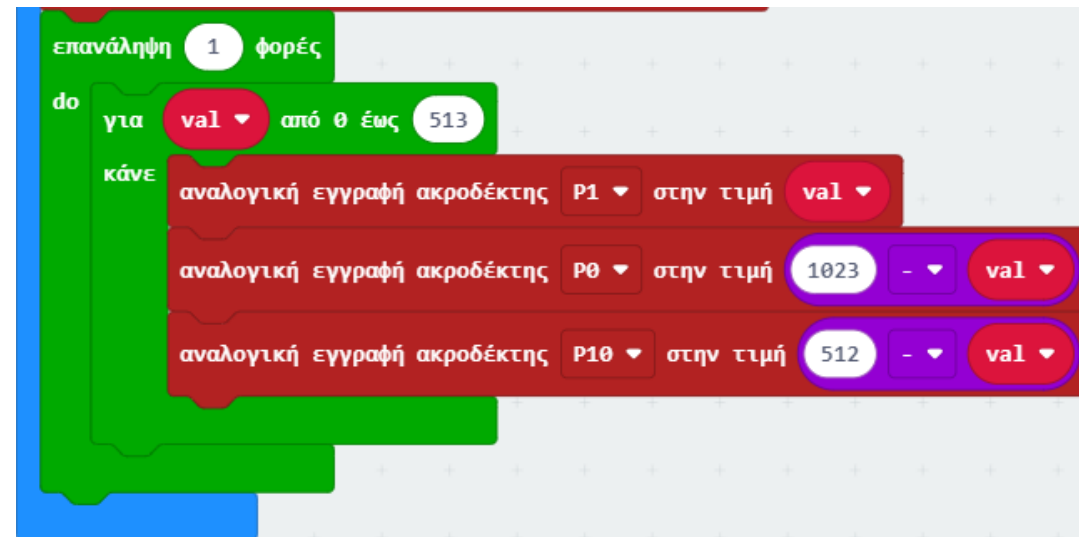 επανάληψη 1 φορές
do
για val από 0 έως 513
κάνε
αναλογική εγγραφή ακροδέκτης P1 στην τιμή val
αναλογική εγγραφή ακροδέκτης P0 στην τιμή 1023 - val
αναλογική εγγραφή ακροδέκτης P10 στην τιμή 512 - val